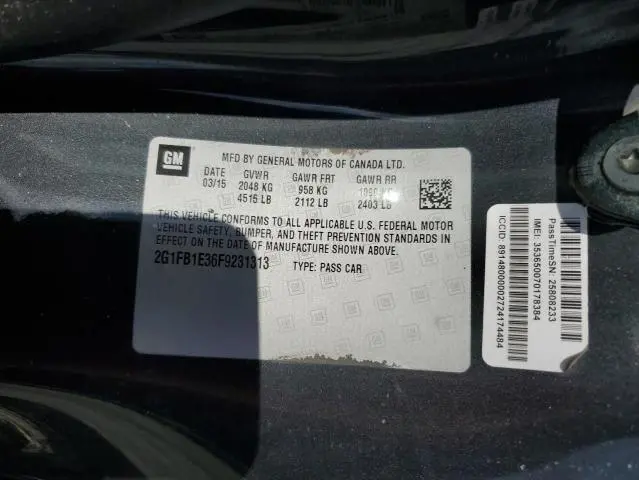 GM
MFD BY GENERAL MOTORS OF CANADA LTD.
DATE GVWR GAWR FRT GAWR RR
03/15 2048 KG 958 KG 1090 KG
4515 LB 2112 LB 2403 LB
THIS VEHICLE CONFORMS TO ALL APPLICABLE U.S. FEDERAL MOTOR
VEHICLE SAFETY, BUMPER, AND THEFT PREVENTION STANDARDS IN
EFFECT ON THE DATE OF MANUFACTURE SHOWN ABOVE.
2G1FB1E36F9231313 TYPE: PASS CAR
PassTimeSN: 25808233
IMEI: 353650070178384
ICCID: 89148000002724174484